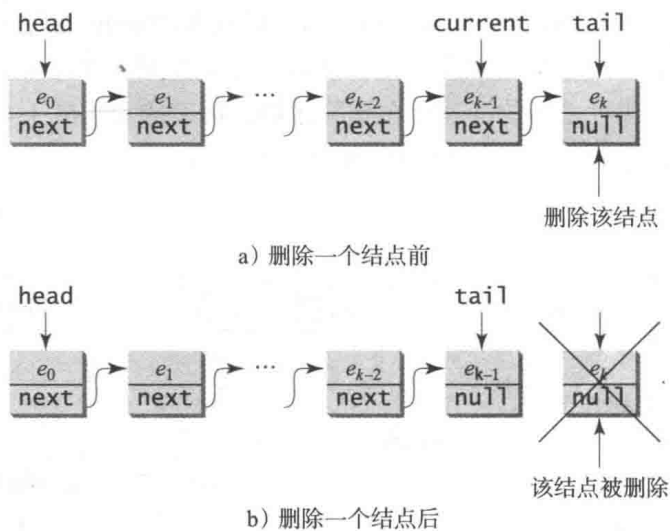 head current tail
e₀ e₁ … eₖ₋₂ eₖ₋₁ eₖ
next next next next null
删除该结点
a) 删除一个结点前
head tail
e₀ e₁ … eₖ₋₂ eₖ₋₁ eₖ
next next next null null
该结点被删除
b) 删除一个结点后